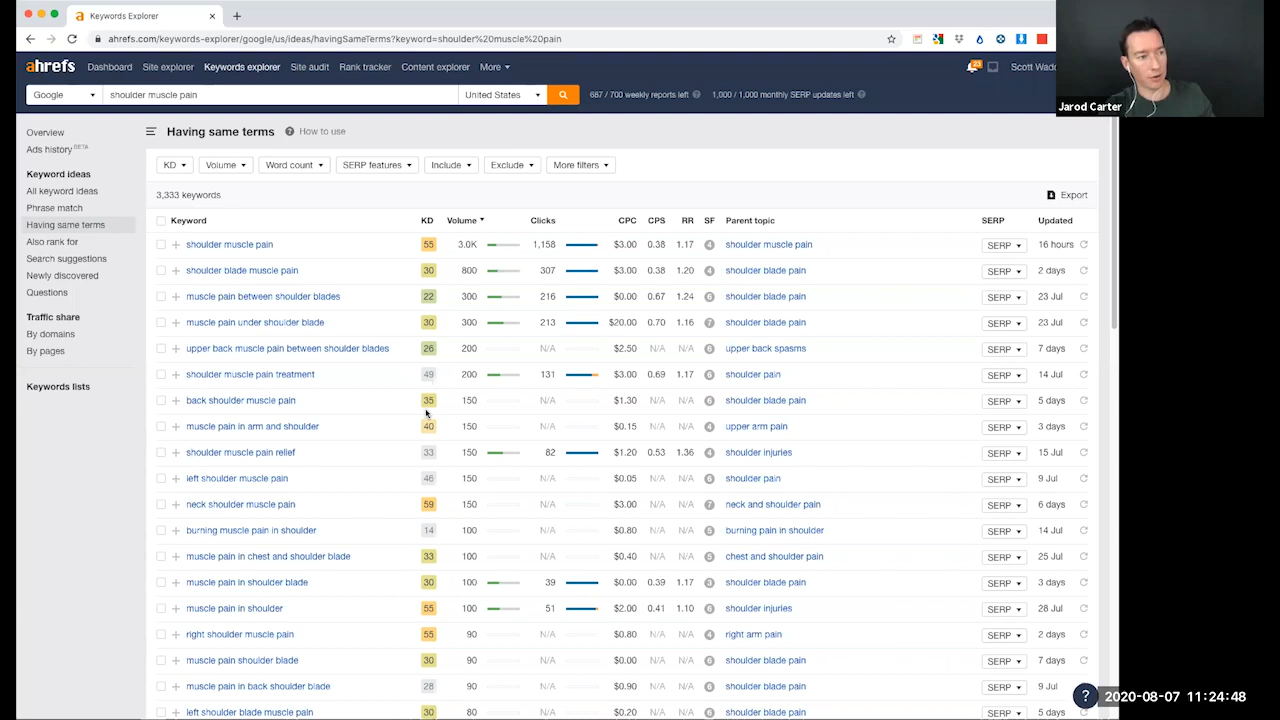 Keywords Explorer
ahrefs.com/keywords-explorer/google/us/ideas/havingSameTerms?keyword=shoulder%20muscle%20pain
ahrefs Dashboard Site explorer Keywords explorer Site audit Rank tracker Content explorer More 23 Scott Wadd
Jarod Carter
Google shoulder muscle pain United States 687 / 700 weekly reports left ? 1,000 / 1,000 monthly SERP updates left ?
Overview
Ads history BETA
Keyword ideas
All keyword ideas
Phrase match
Having same terms
Also rank for
Search suggestions
Newly discovered
Questions
Traffic share
By domains
By pages
Keywords lists
Having same terms ? How to use
KD Volume Word count SERP features Include Exclude More filters
3,333 keywords Export
Keyword KD Volume Clicks CPC CPS RR SF Parent topic SERP Updated
shoulder muscle pain 55 3.0K 1,158 $3.00 0.38 1.17 4 shoulder muscle pain SERP 16 hours
shoulder blade muscle pain 30 800 307 $3.00 0.38 1.20 4 shoulder blade pain SERP 2 days
muscle pain between shoulder blades 22 300 216 $0.00 0.67 1.24 6 shoulder blade pain SERP 23 Jul
muscle pain under shoulder blade 30 300 213 $20.00 0.70 1.16 7 shoulder blade pain SERP 23 Jul
upper back muscle pain between shoulder blades 26 200 N/A $2.50 N/A N/A 6 upper back spasms SERP 7 days
shoulder muscle pain treatment 49 200 131 $3.00 0.69 1.17 6 shoulder pain SERP 14 Jul
back shoulder muscle pain 35 150 N/A $1.30 N/A N/A 6 shoulder blade pain SERP 5 days
muscle pain in arm and shoulder 40 150 N/A $0.15 N/A N/A 4 upper arm pain SERP 3 days
shoulder muscle pain relief 33 150 82 $1.20 0.53 1.36 4 shoulder injuries SERP 15 Jul
left shoulder muscle pain 46 150 N/A $0.05 N/A N/A 6 shoulder pain SERP 9 Jul
neck shoulder muscle pain 59 150 N/A $3.00 N/A N/A 7 neck and shoulder pain SERP 6 days
burning muscle pain in shoulder 14 100 N/A $0.80 N/A N/A 5 burning pain in shoulder SERP 14 Jul
muscle pain in chest and shoulder blade 33 100 N/A $0.40 N/A N/A 5 chest and shoulder pain SERP 25 Jul
muscle pain in shoulder blade 30 100 39 $0.00 0.39 1.17 3 shoulder blade pain SERP 3 days
muscle pain in shoulder 55 100 51 $2.00 0.41 1.10 6 shoulder injuries SERP 28 Jul
right shoulder muscle pain 55 90 N/A $0.80 N/A N/A 4 right arm pain SERP 2 days
muscle pain shoulder blade 30 90 N/A $0.00 N/A N/A 6 shoulder blade pain SERP 7 days
muscle pain in back shoulder blade 28 90 N/A $0.90 N/A N/A 6 shoulder blade pain SERP 9 Jul
left shoulder blade muscle pain 30 80 N/A $0.20 N/A N/A 6 shoulder blade pain SERP 5 days
? 2020-08-07 11:24:48